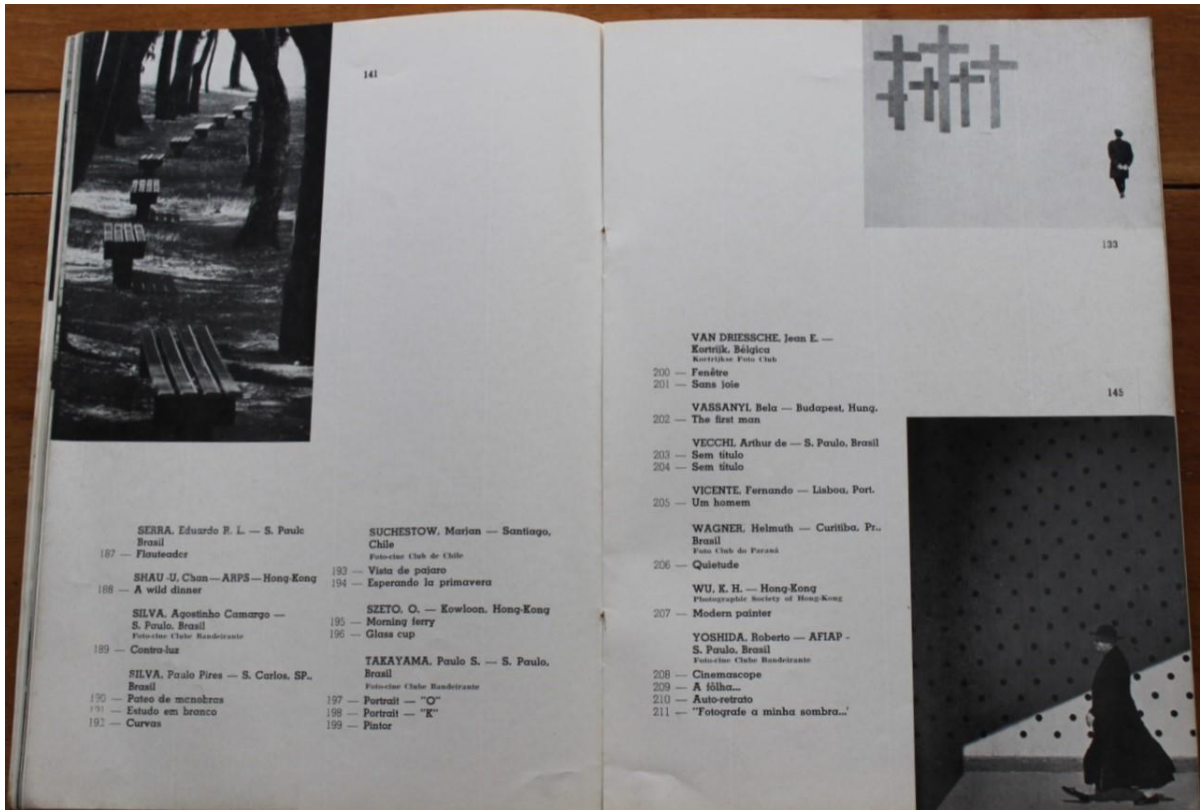 141
SERRA, Eduardo R. L. — S. Paulo
Brasil
187 — Flauteador
SHAU -U, Chan — ARPS — Hong-Kong
188 — A wild dinner
SILVA, Agostinho Camargo —
S. Paulo, Brasil
Foto-cine Clube Bandeirante
189 — Contra-luz
SILVA, Paulo Pires — S. Carlos, SP.,
Brasil
190 — Pateo de manobras
191 — Estudo em branco
192 — Curvas
SUCHESTOW, Marjan — Santiago,
Chile
Foto-cine Club de Chile
193 — Vista de pajaro
194 — Esperando la primavera
SZETO, O. — Kowloon, Hong-Kong
195 — Morning ferry
196 — Glass cup
TAKAYAMA, Paulo S. — S. Paulo,
Brasil
Foto-cine Clube Bandeirante
197 — Portrait — "O"
198 — Portrait — "K"
199 — Pintor
133
145
VAN DRIESSCHE, Jean E. —
Kortrijk, Bélgica
Kortrijkse Foto Club
200 — Fenêtre
201 — Sans joie
VASSANYI, Bela — Budapest, Hung.
202 — The first man
VECCHI, Arthur de — S. Paulo, Brasil
203 — Sem título
204 — Sem título
VICENTE, Fernando — Lisboa, Port.
205 — Um homem
WAGNER, Helmuth — Curitiba, Pr.,
Brasil
Foto Club do Paraná
206 — Quietude
WU, K. H. — Hong-Kong
Photographic Society of Hong-Kong
207 — Modern painter
YOSHIDA, Roberto — AFIAP -
S. Paulo, Brasil
Foto-cine Clube Bandeirante
208 — Cinemascope
209 — A fôlha...
210 — Auto-retrato
211 — "Fotografe a minha sombra..."